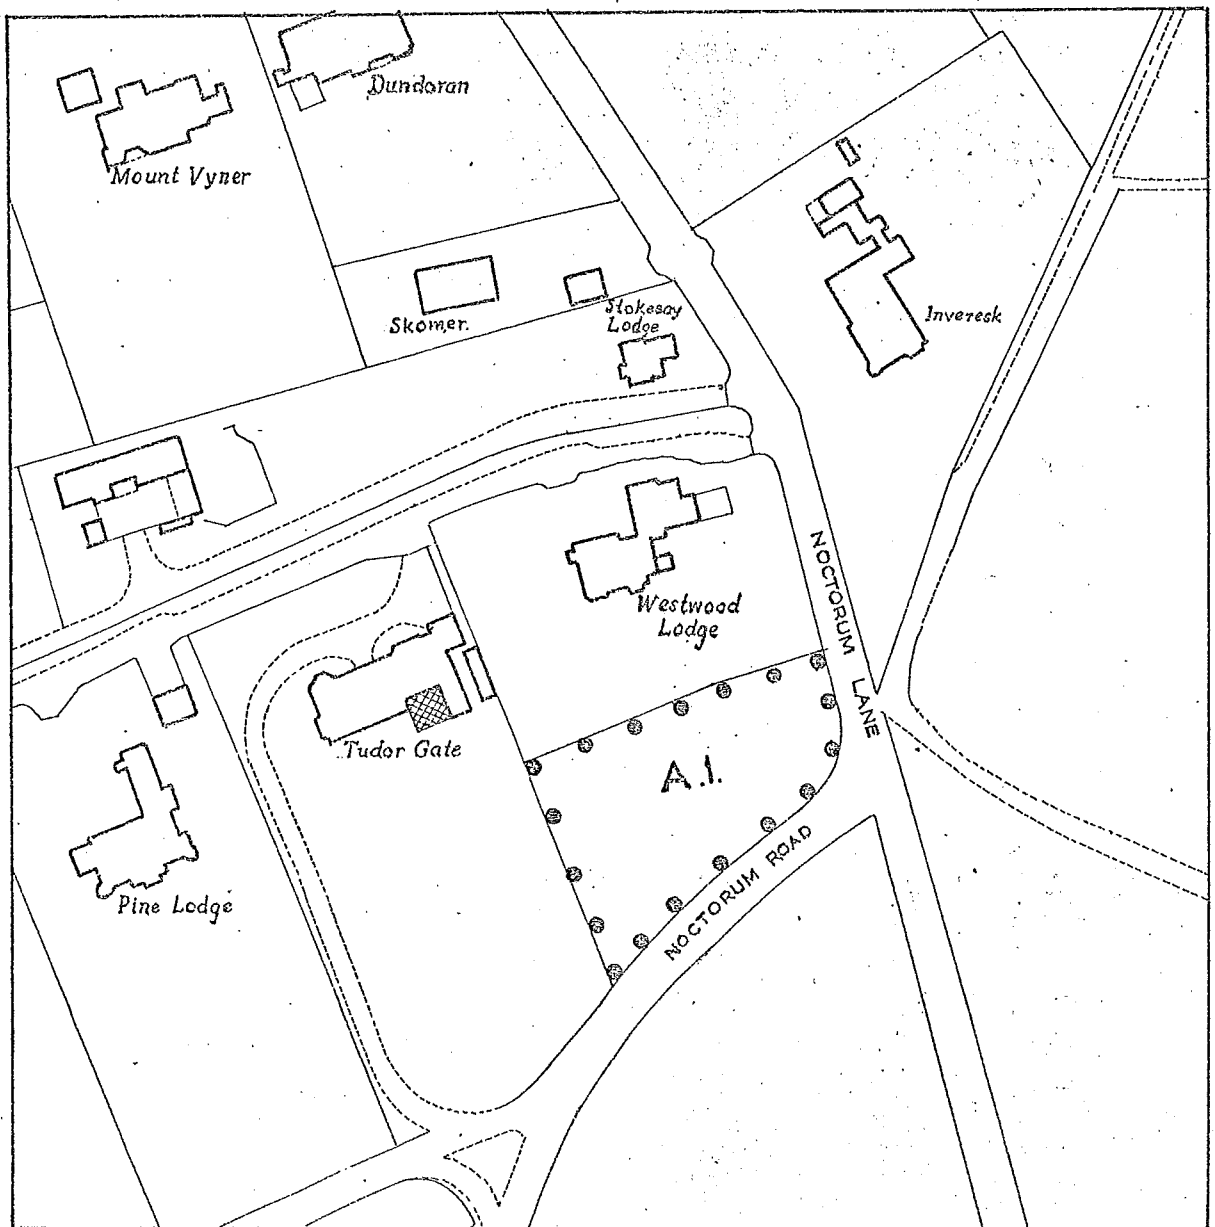 Dundoran
Mount Vyner
Skomer.
Stokesay
Lodge
Inveresk
NOCTORUM LANE
Westwood
Lodge
Tudor Gate
A.1.
NOCTORUM ROAD
Pine Lodge